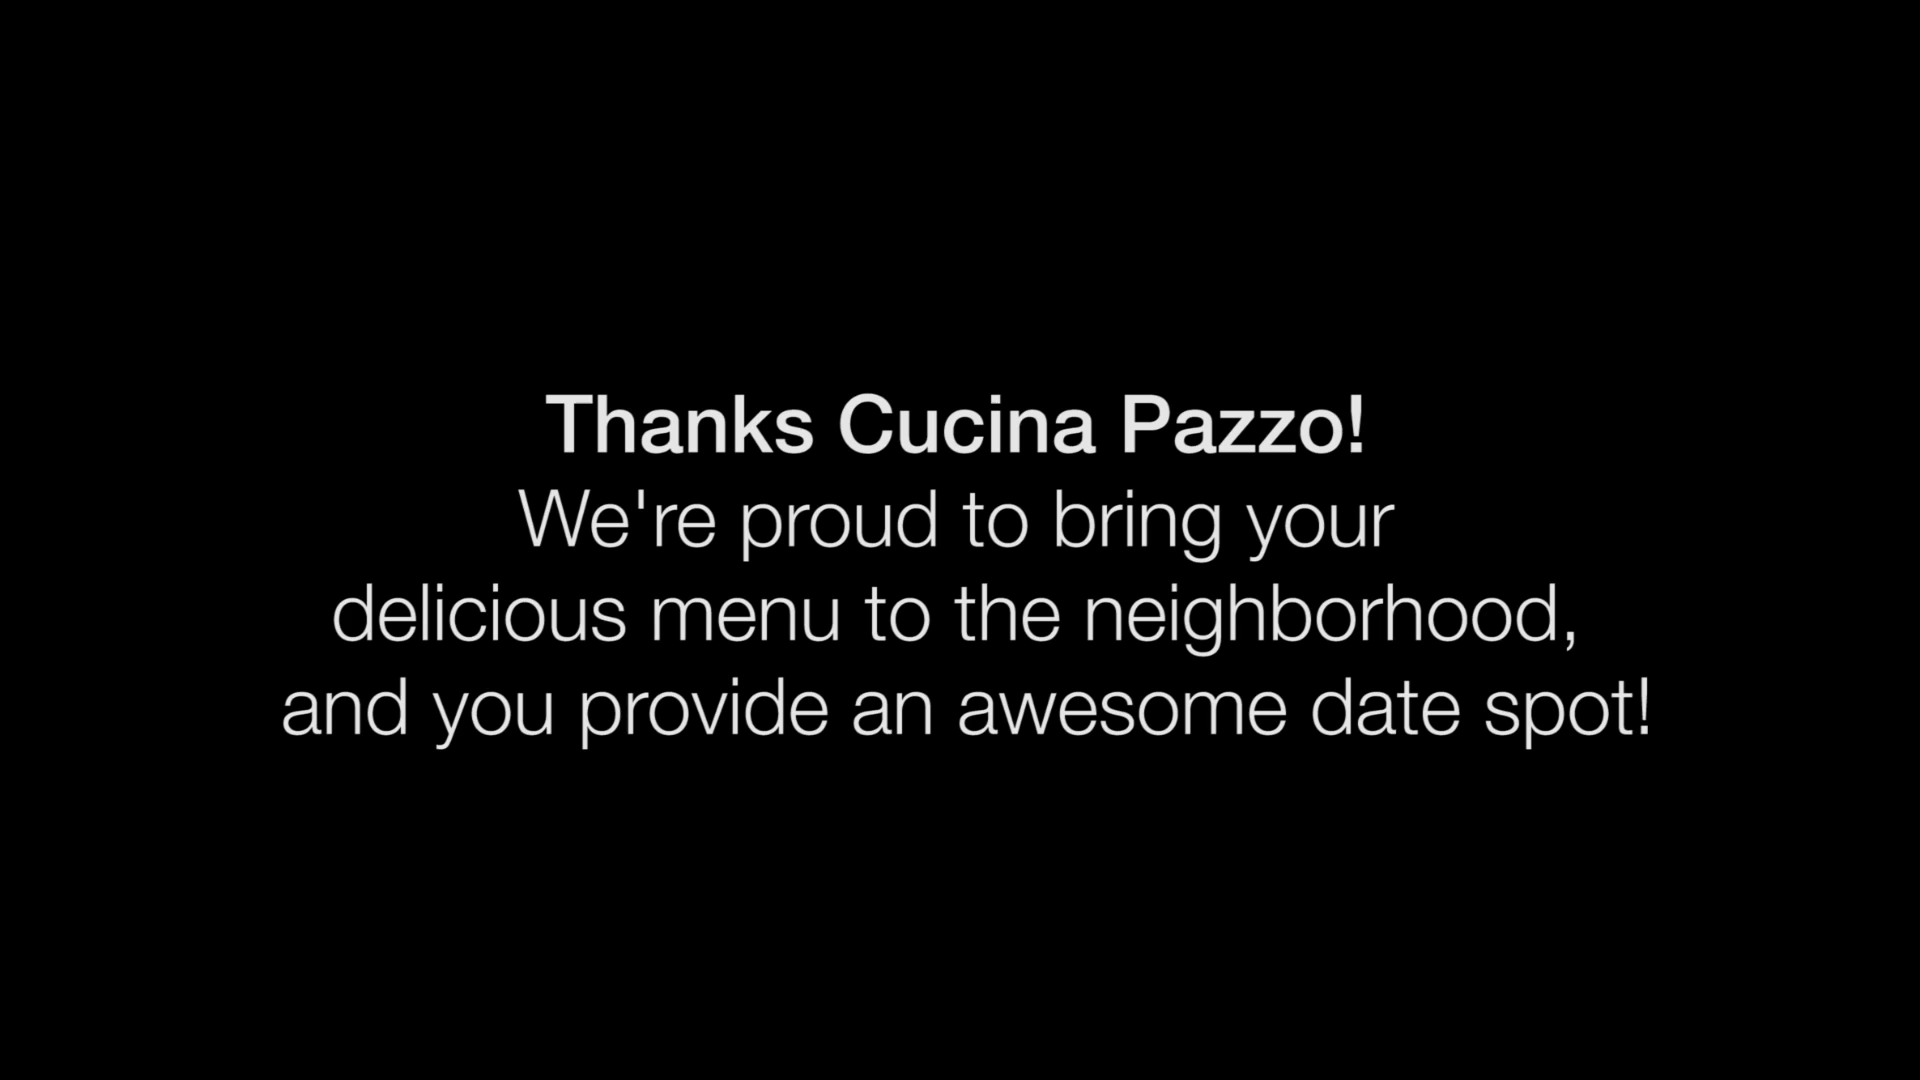 Thanks Cucina Pazzo!
We're proud to bring your
delicious menu to the neighborhood,
and you provide an awesome date spot!